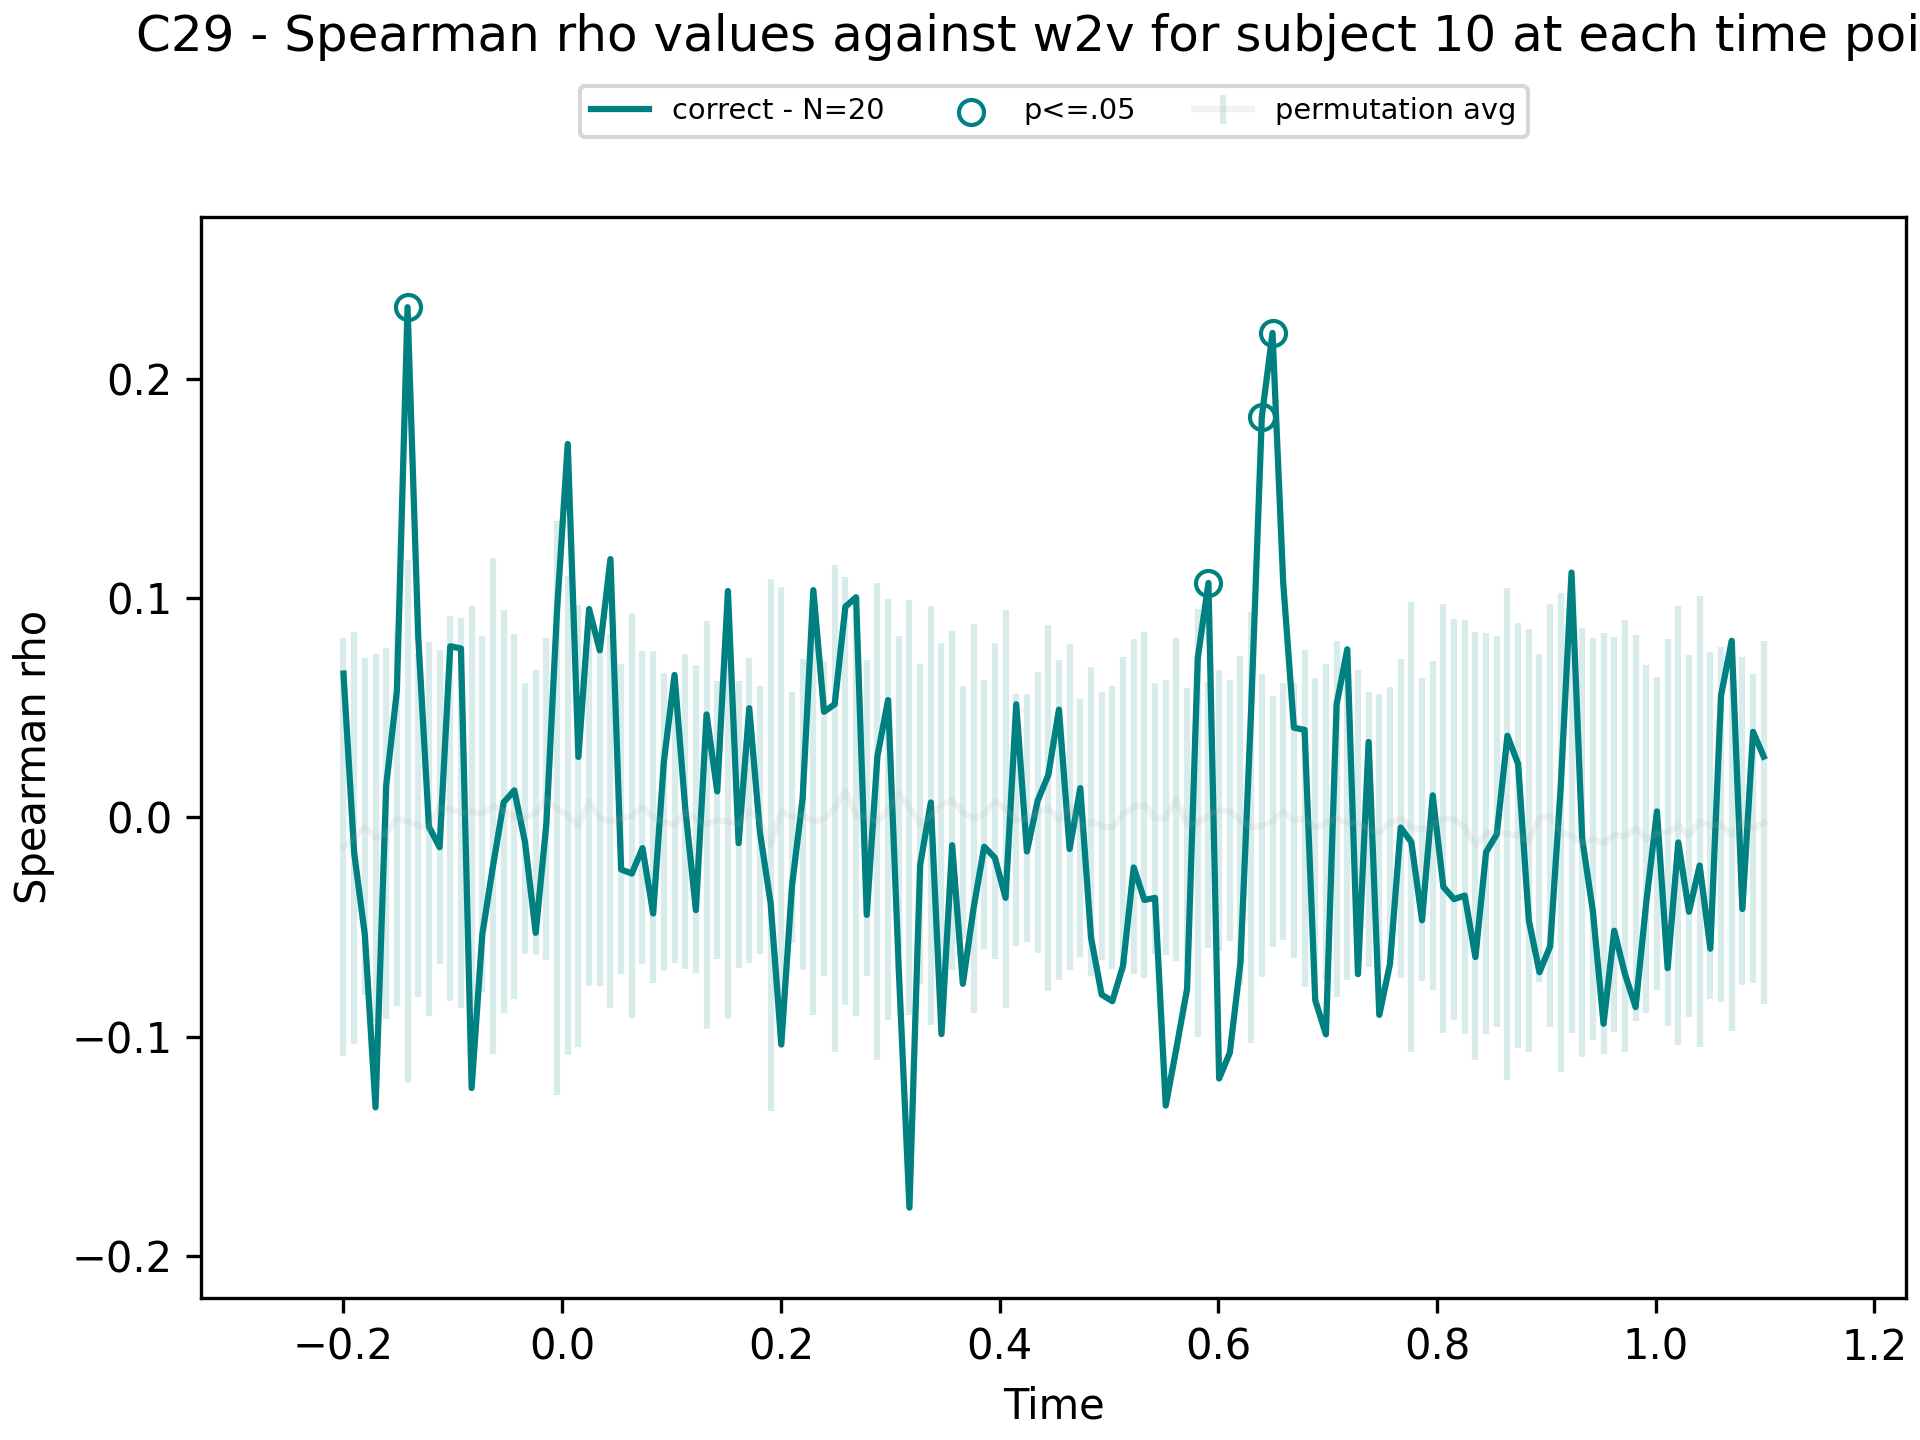 C29 - Spearman rho values against w2v for subject 10 at each time poi
correct - N=20 p<=.05 permutation avg
Spearman rho
0.2
0.1
0.0
−0.1
−0.2
−0.2 0.0 0.2 0.4 0.6 0.8 1.0 1.2
Time